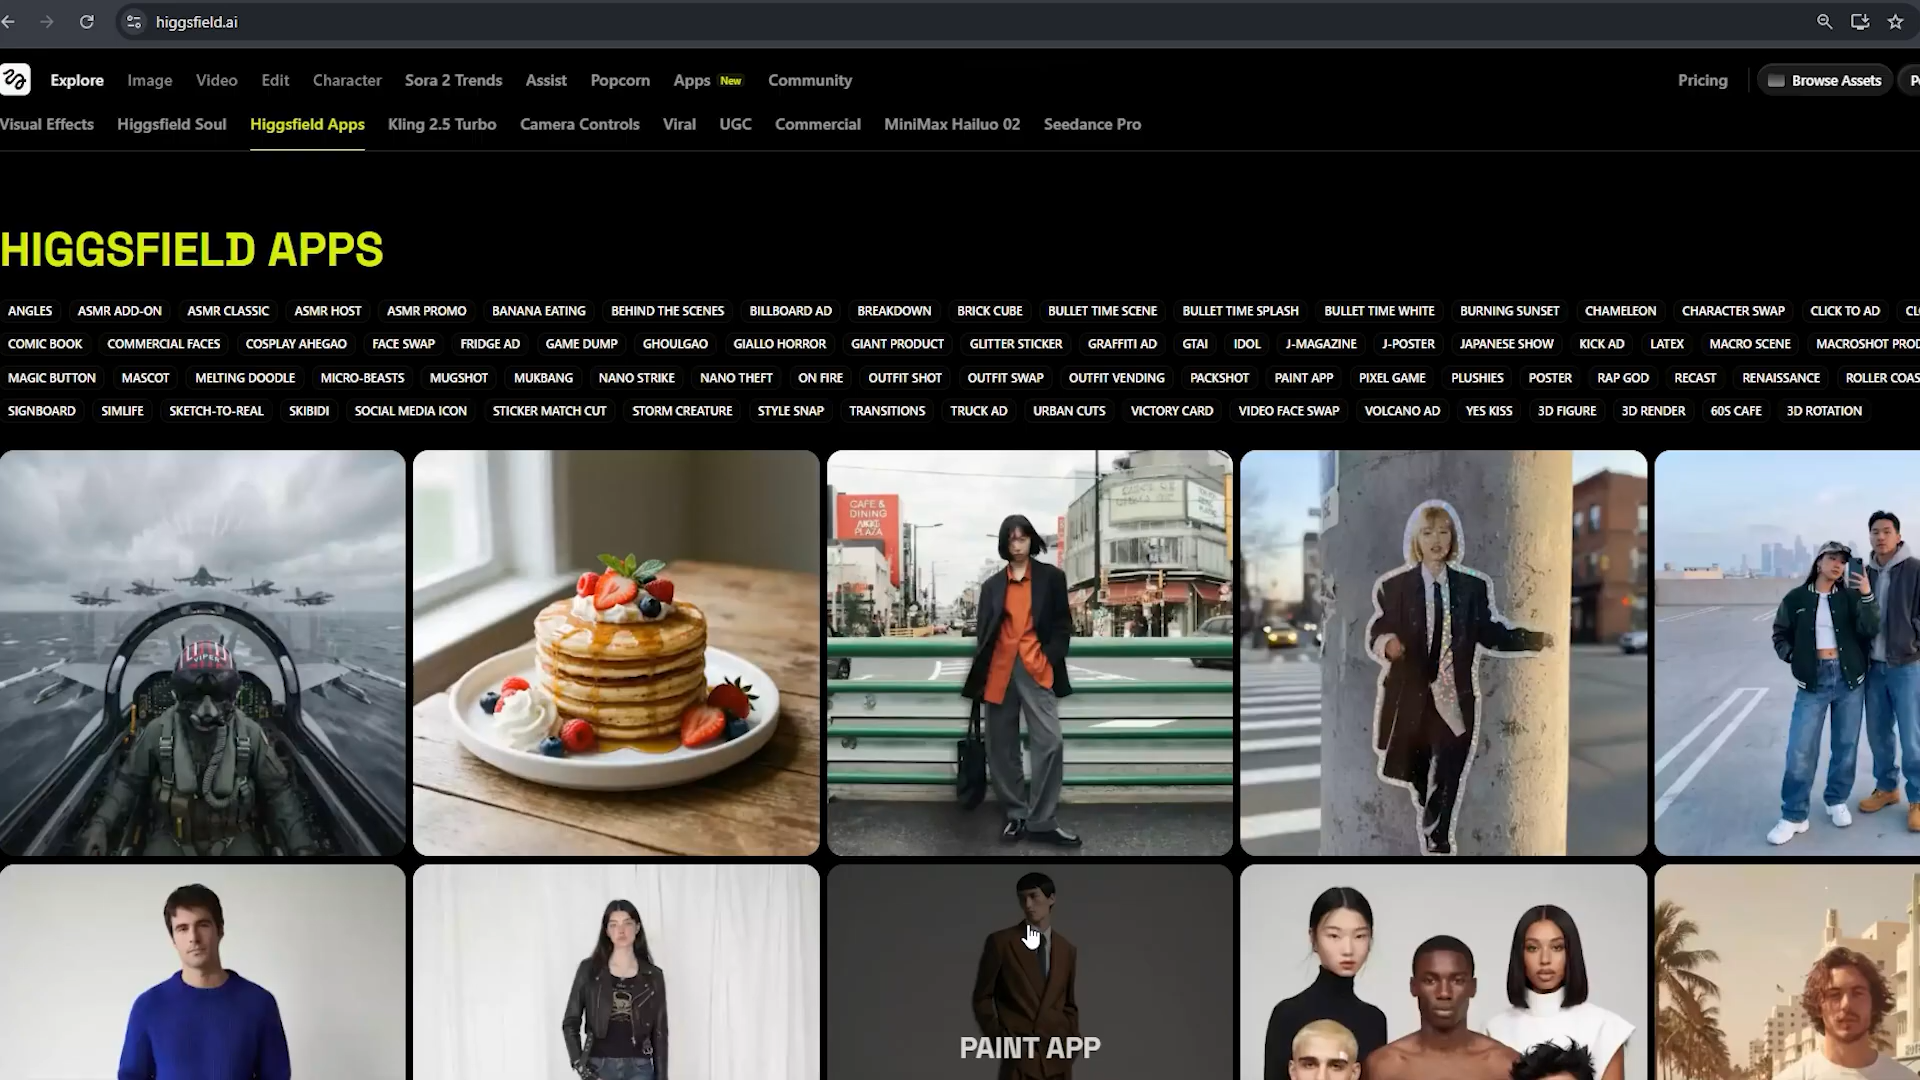 higgsfield.ai
Explore Image Video Edit Character Sora 2 Trends Assist Popcorn Apps New Community Pricing Browse Assets
Visual Effects Higgsfield Soul Higgsfield Apps Kling 2.5 Turbo Camera Controls Viral UGC Commercial MiniMax Hailuo 02 Seedance Pro
HIGGSFIELD APPS
ANGLES ASMR ADD-ON ASMR CLASSIC ASMR HOST ASMR PROMO BANANA EATING BEHIND THE SCENES BILLBOARD AD BREAKDOWN BRICK CUBE BULLET TIME SCENE BULLET TIME SPLASH BULLET TIME WHITE BURNING SUNSET CHAMELEON CHARACTER SWAP CLICK TO AD
COMIC BOOK COMMERCIAL FACES COSPLAY AHEGAO FACE SWAP FRIDGE AD GAME DUMP GHOULGAO GIALLO HORROR GIANT PRODUCT GLITTER STICKER GRAFFITI AD GTAI IDOL J-MAGAZINE J-POSTER JAPANESE SHOW KICK AD LATEX MACRO SCENE MACROSHOT PROD
MAGIC BUTTON MASCOT MELTING DOODLE MICRO-BEASTS MUGSHOT MUKBANG NANO STRIKE NANO THEFT ON FIRE OUTFIT SHOT OUTFIT SWAP OUTFIT VENDING PACKSHOT PAINT APP PIXEL GAME PLUSHIES POSTER RAP GOD RECAST RENAISSANCE ROLLER COAS
SIGNBOARD SIMLIFE SKETCH-TO-REAL SKIBIDI SOCIAL MEDIA ICON STICKER MATCH CUT STORM CREATURE STYLE SNAP TRANSITIONS TRUCK AD URBAN CUTS VICTORY CARD VIDEO FACE SWAP VOLCANO AD YES KISS 3D FIGURE 3D RENDER 60S CAFE 3D ROTATION
CAFE &
DINING
PLAZA
VIPER
PAINT APP